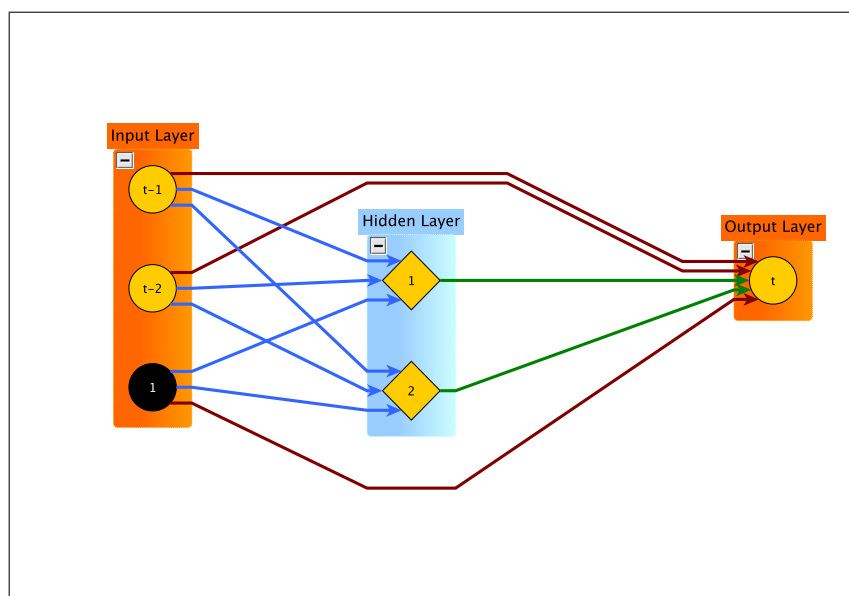 Input Layer
t-1
Hidden Layer
Output Layer
t-2
1
t
1
2